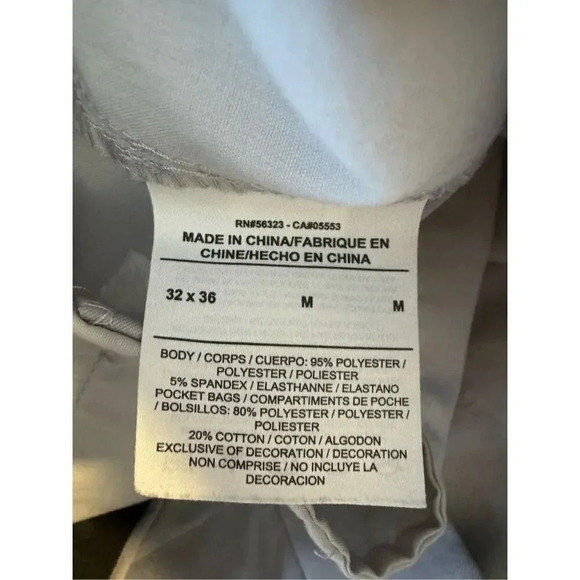 RN#56323 - CA#05553
MADE IN CHINA/FABRIQUE EN
CHINE/HECHO EN CHINA
32 x 36 M M
BODY / CORPS / CUERPO: 95% POLYESTER /
POLYESTER / POLIESTER
5% SPANDEX / ELASTHANNE / ELASTANO
POCKET BAGS / COMPARTIMENTS DE POCHE
/ BOLSILLOS: 80% POLYESTER / POLYESTER /
POLIESTER
20% COTTON / COTON / ALGODON
EXCLUSIVE OF DECORATION / DECORATION
NON COMPRISE / NO INCLUYE LA
DECORACION